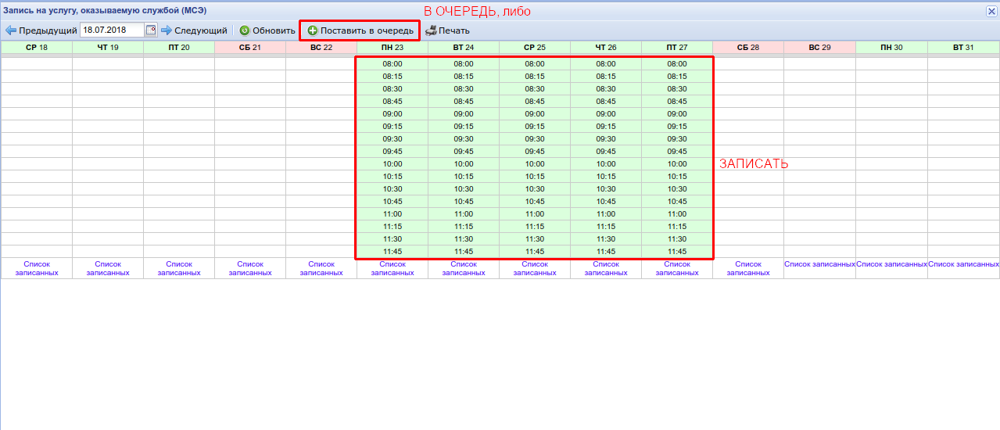 Запись на услугу, оказываемую службой (МСЭ)
В ОЧЕРЕДЬ, либо
Предыдущий 18.07.2018 Следующий Обновить Поставить в очередь Печать
СР 18 ЧТ 19 ПТ 20 СБ 21 ВС 22 ПН 23 ВТ 24 СР 25 ЧТ 26 ПТ 27 СБ 28 ВС 29 ПН 30 ВТ 31
08:00 08:00 08:00 08:00 08:00
08:15 08:15 08:15 08:15 08:15
08:30 08:30 08:30 08:30 08:30
08:45 08:45 08:45 08:45 08:45
09:00 09:00 09:00 09:00 09:00
09:15 09:15 09:15 09:15 09:15
09:30 09:30 09:30 09:30 09:30
09:45 09:45 09:45 09:45 09:45
10:00 10:00 10:00 10:00 10:00 ЗАПИСАТЬ
10:15 10:15 10:15 10:15 10:15
10:30 10:30 10:30 10:30 10:30
10:45 10:45 10:45 10:45 10:45
11:00 11:00 11:00 11:00 11:00
11:15 11:15 11:15 11:15 11:15
11:30 11:30 11:30 11:30 11:30
11:45 11:45 11:45 11:45 11:45
Список Список Список Список Список Список Список Список Список Список Список Список записанных Список записанных Список записанных
записанных записанных записанных записанных записанных записанных записанных записанных записанных записанных записанных